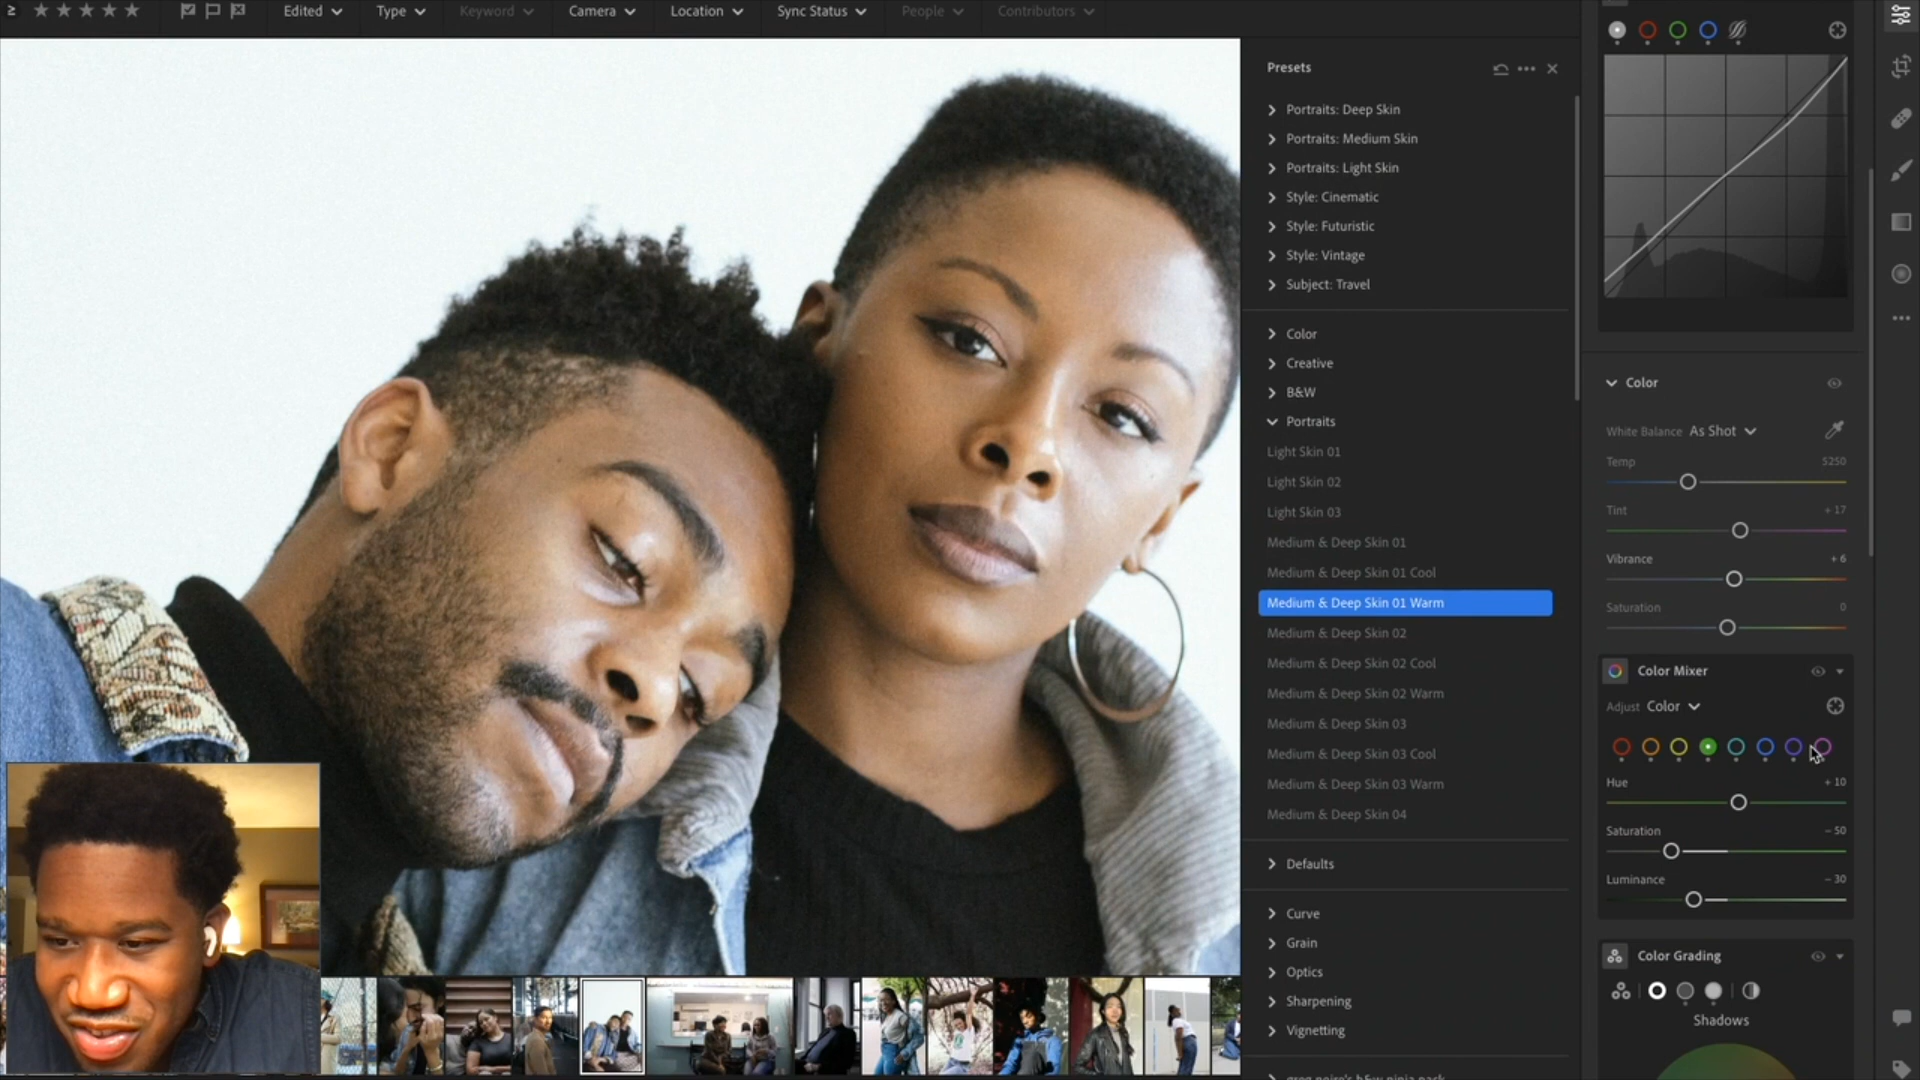 ≥
Edited
Type
Keyword
Camera
Location
Sync Status
People
Contributors
Presets
Portraits: Deep Skin
Portraits: Medium Skin
Portraits: Light Skin
Style: Cinematic
Style: Futuristic
Style: Vintage
Subject: Travel
Color
Creative
B&W
Portraits
Light Skin 01
Light Skin 02
Light Skin 03
Medium & Deep Skin 01
Medium & Deep Skin 01 Cool
Medium & Deep Skin 01 Warm
Medium & Deep Skin 02
Medium & Deep Skin 02 Cool
Medium & Deep Skin 02 Warm
Medium & Deep Skin 03
Medium & Deep Skin 03 Cool
Medium & Deep Skin 03 Warm
Medium & Deep Skin 04
Defaults
Curve
Grain
Optics
Sharpening
Vignetting
greg noire's b&w ninja pack
Color
White Balance As Shot
Temp 5250
Tint + 17
Vibrance + 6
Saturation 0
Color Mixer
Adjust Color
Hue + 10
Saturation – 50
Luminance – 30
Color Grading
Shadows